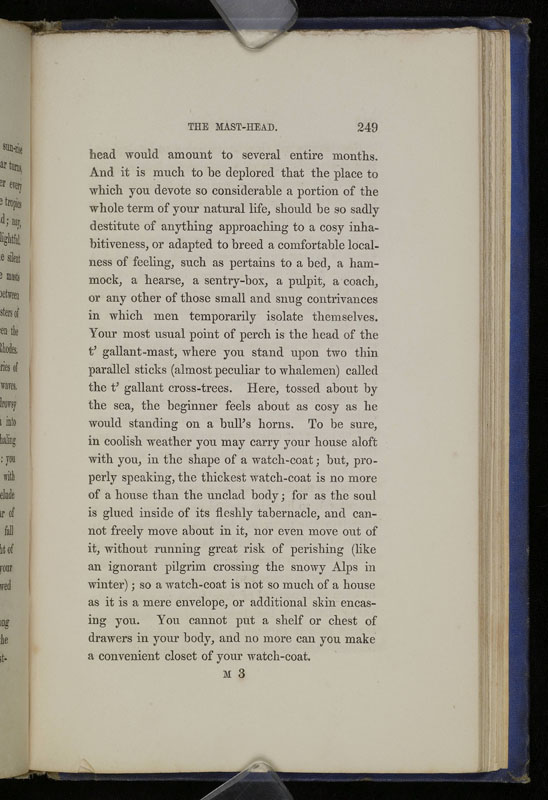 THE MAST-HEAD. 249
head would amount to several entire months.
And it is much to be deplored that the place to
which you devote so considerable a portion of the
whole term of your natural life, should be so sadly
destitute of anything approaching to a cosy inha-
bitiveness, or adapted to breed a comfortable local-
ness of feeling, such as pertains to a bed, a ham-
mock, a hearse, a sentry-box, a pulpit, a coach,
or any other of those small and snug contrivances
in which men temporarily isolate themselves.
Your most usual point of perch is the head of the
t' gallant-mast, where you stand upon two thin
parallel sticks (almost peculiar to whalemen) called
the t' gallant cross-trees. Here, tossed about by
the sea, the beginner feels about as cosy as he
would standing on a bull's horns. To be sure,
in coolish weather you may carry your house aloft
with you, in the shape of a watch-coat; but, pro-
perly speaking, the thickest watch-coat is no more
of a house than the unclad body; for as the soul
is glued inside of its fleshly tabernacle, and can-
not freely move about in it, nor even move out of
it, without running great risk of perishing (like
an ignorant pilgrim crossing the snowy Alps in
winter); so a watch-coat is not so much of a house
as it is a mere envelope, or additional skin encas-
ing you. You cannot put a shelf or chest of
drawers in your body, and no more can you make
a convenient closet of your watch-coat.
M 3